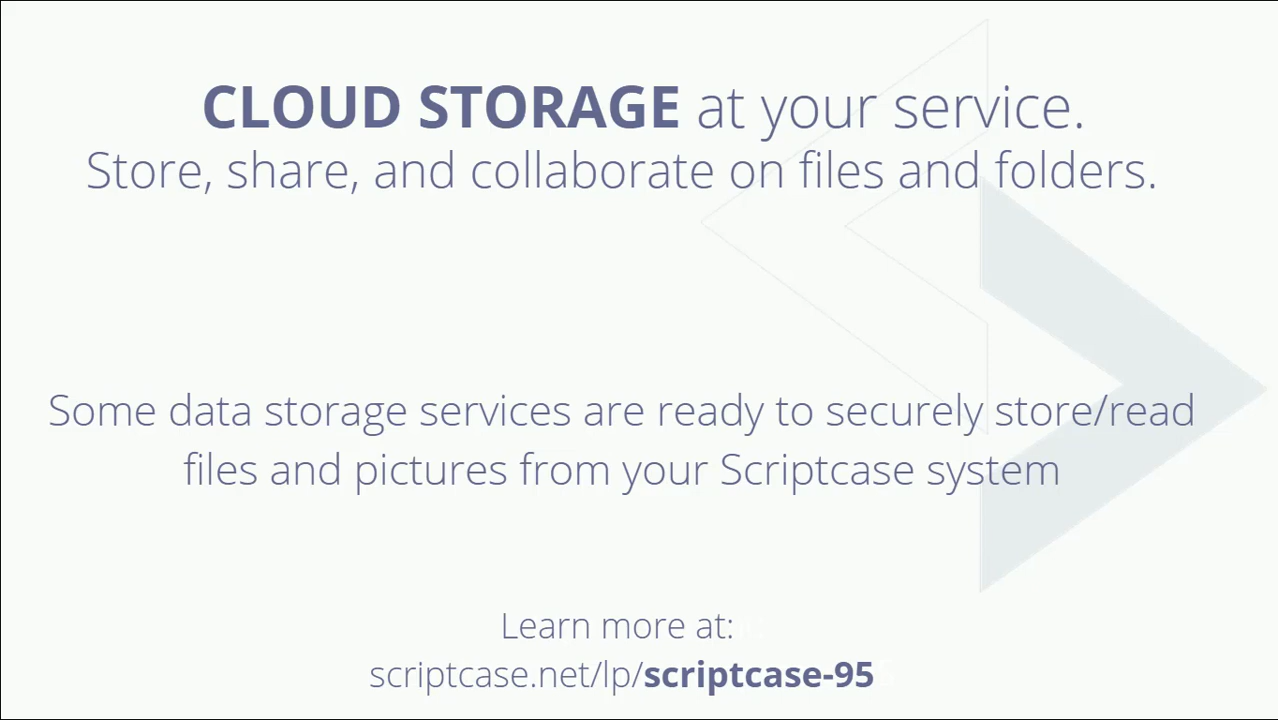 CLOUD STORAGE at your service.
Store, share, and collaborate on files and folders.
Some data storage services are ready to securely store/read
files and pictures from your Scriptcase system
Learn more at:
scriptcase.net/lp/scriptcase-95